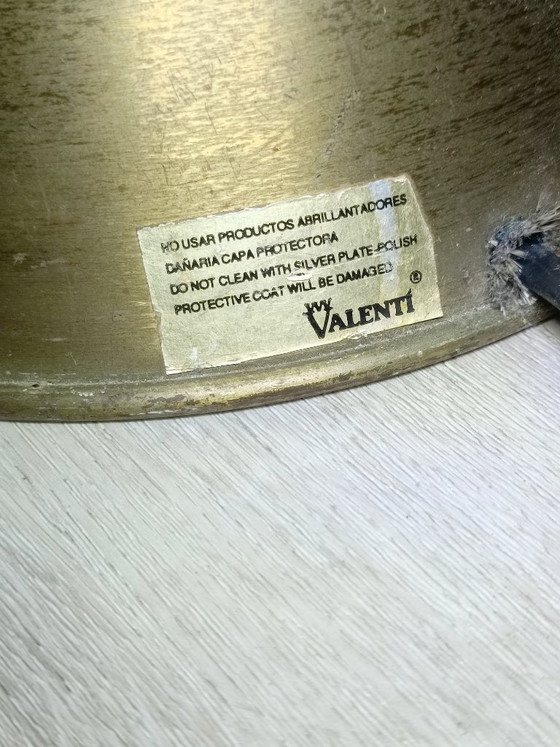 NO USAR PRODUCTOS ABRILLANTADORES
DAÑARIA CAPA PROTECTORA
DO NOT CLEAN WITH SILVER PLATE POLISH
PROTECTIVE COAT WILL BE DAMAGED
VALENTÍ ®